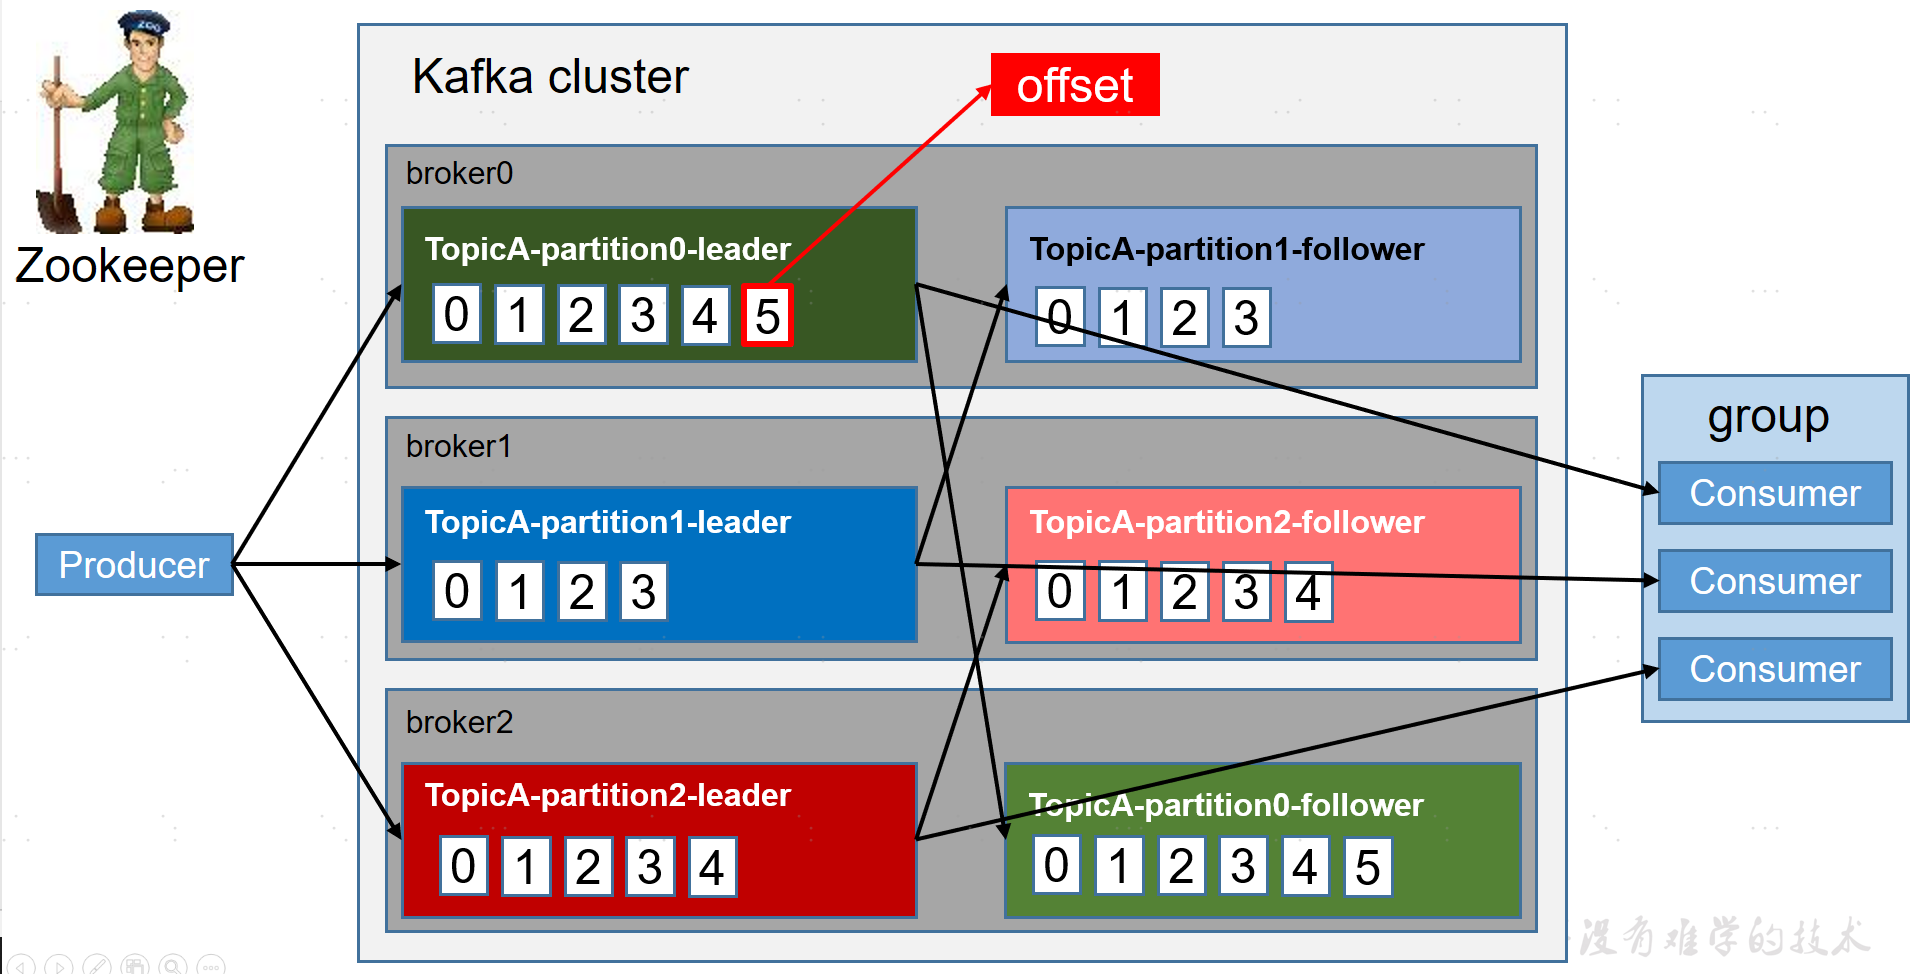 ZOO
Zookeeper
Kafka cluster
offset
broker0
TopicA-partition0-leader
0 1 2 3 4 5
TopicA-partition1-follower
0 1 2 3
broker1
TopicA-partition1-leader
0 1 2 3
TopicA-partition2-follower
0 1 2 3 4
broker2
TopicA-partition2-leader
0 1 2 3 4
TopicA-partition0-follower
0 1 2 3 4 5
Producer
group
Consumer
Consumer
Consumer
没有难学的技术